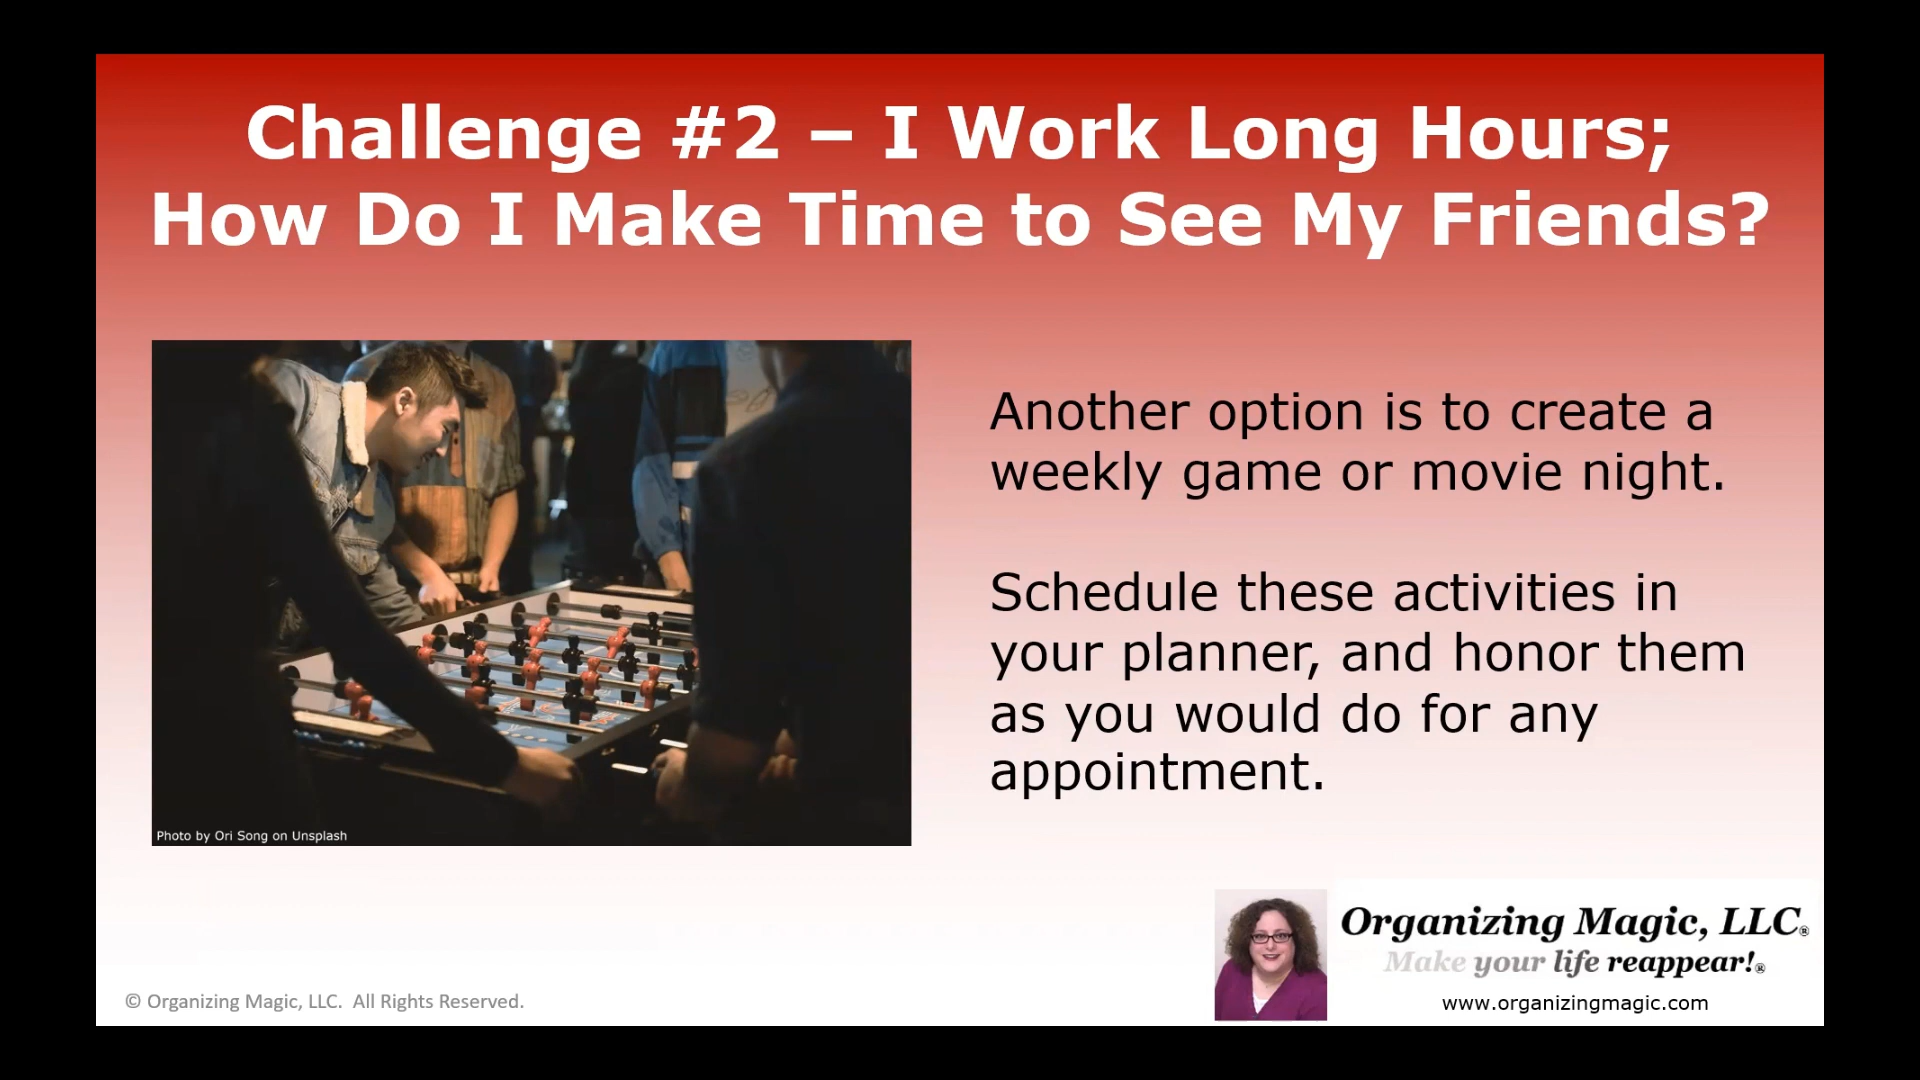 Challenge #2 – I Work Long Hours;
How Do I Make Time to See My Friends?
Another option is to create a
weekly game or movie night.
Schedule these activities in
your planner, and honor them
as you would do for any
appointment.
Photo by Ori Song on Unsplash
Organizing Magic, LLC®
Make your life reappear!®
www.organizingmagic.com
© Organizing Magic, LLC.  All Rights Reserved.